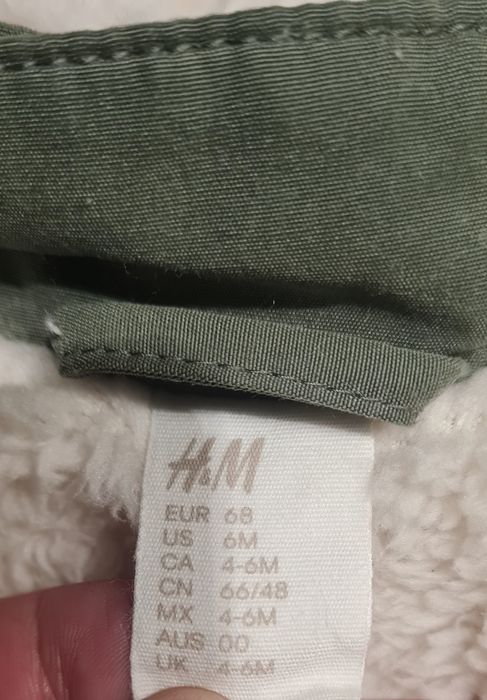 H&M
EUR 68
US 6M
CA 4-6M
CN 66/48
MX 4-6M
AUS 00
UK 4-6M